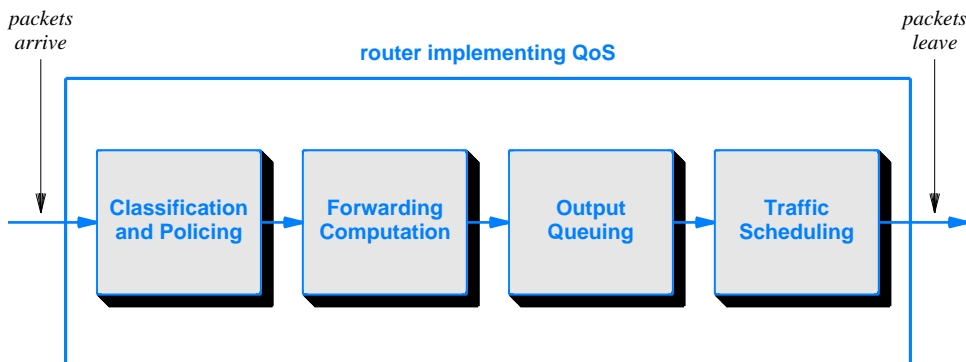 packets
arrive
packets
leave
router implementing QoS
Classification
and Policing
Forwarding
Computation
Output
Queuing
Traffic
Scheduling